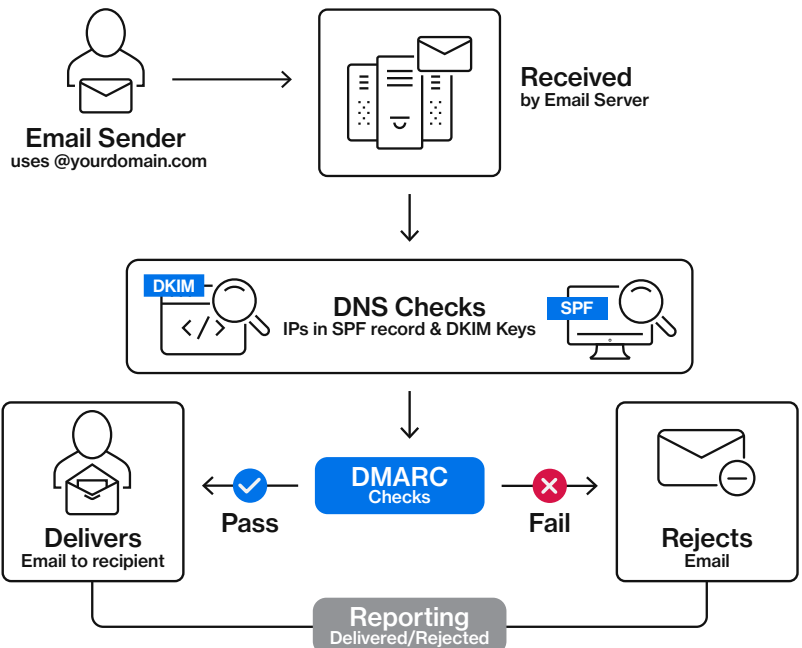 Email Sender
uses @yourdomain.com
Received
by Email Server
DKIM
</>
DNS Checks
IPs in SPF record & DKIM Keys
SPF
DMARC
Checks
Pass
Fail
Delivers
Email to recipient
Rejects
Email
Reporting
Delivered/Rejected